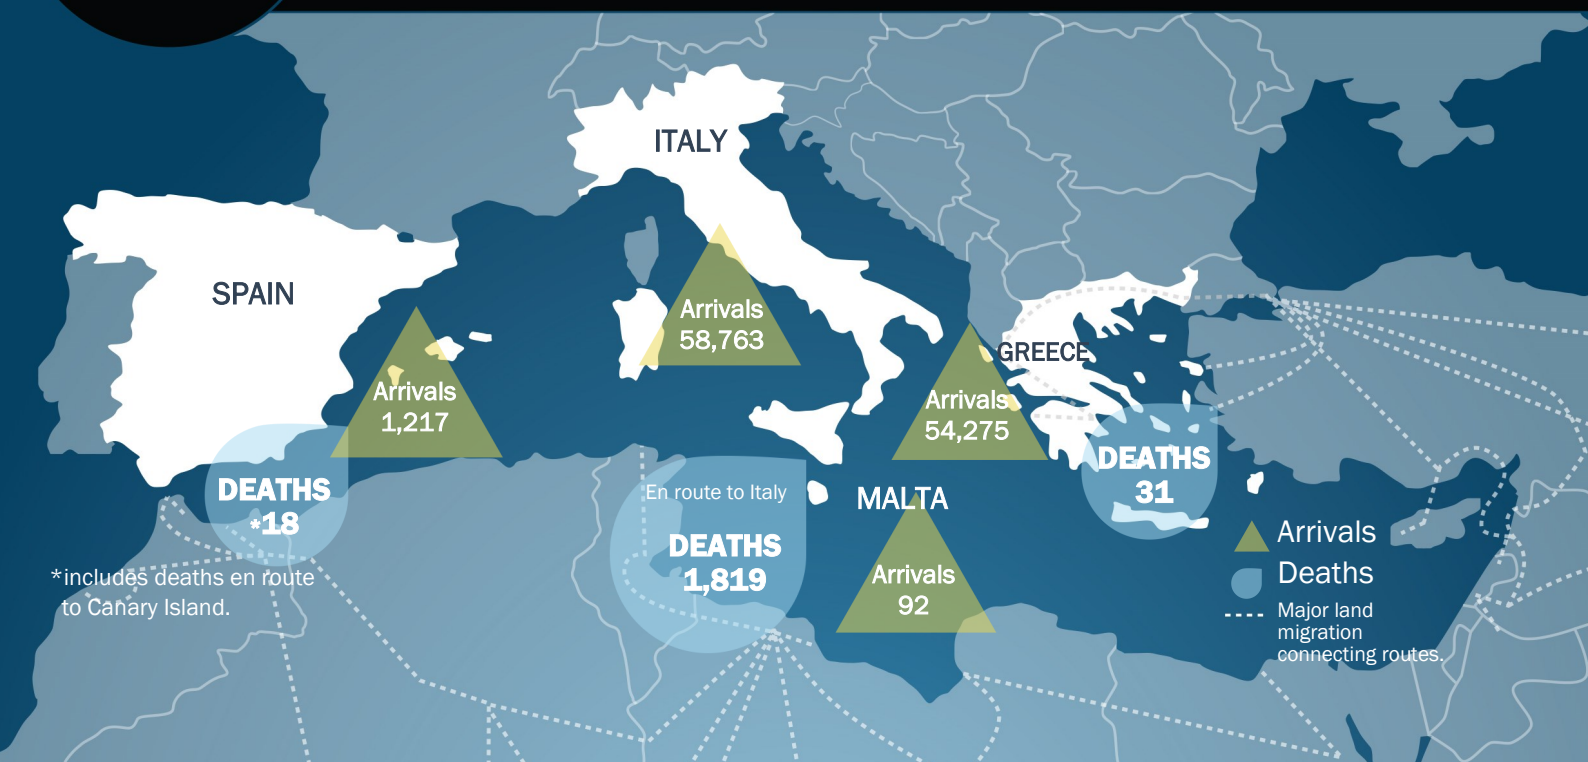 ITALY
SPAIN
Arrivals
58,763
GREECE
Arrivals
1,217
Arrivals
54,275
DEATHS
*18
En route to Italy
DEATHS
1,819
MALTA
Arrivals
92
DEATHS
31
*includes deaths en route
to Canary Island.
Arrivals
Deaths
Major land
migration
connecting routes.